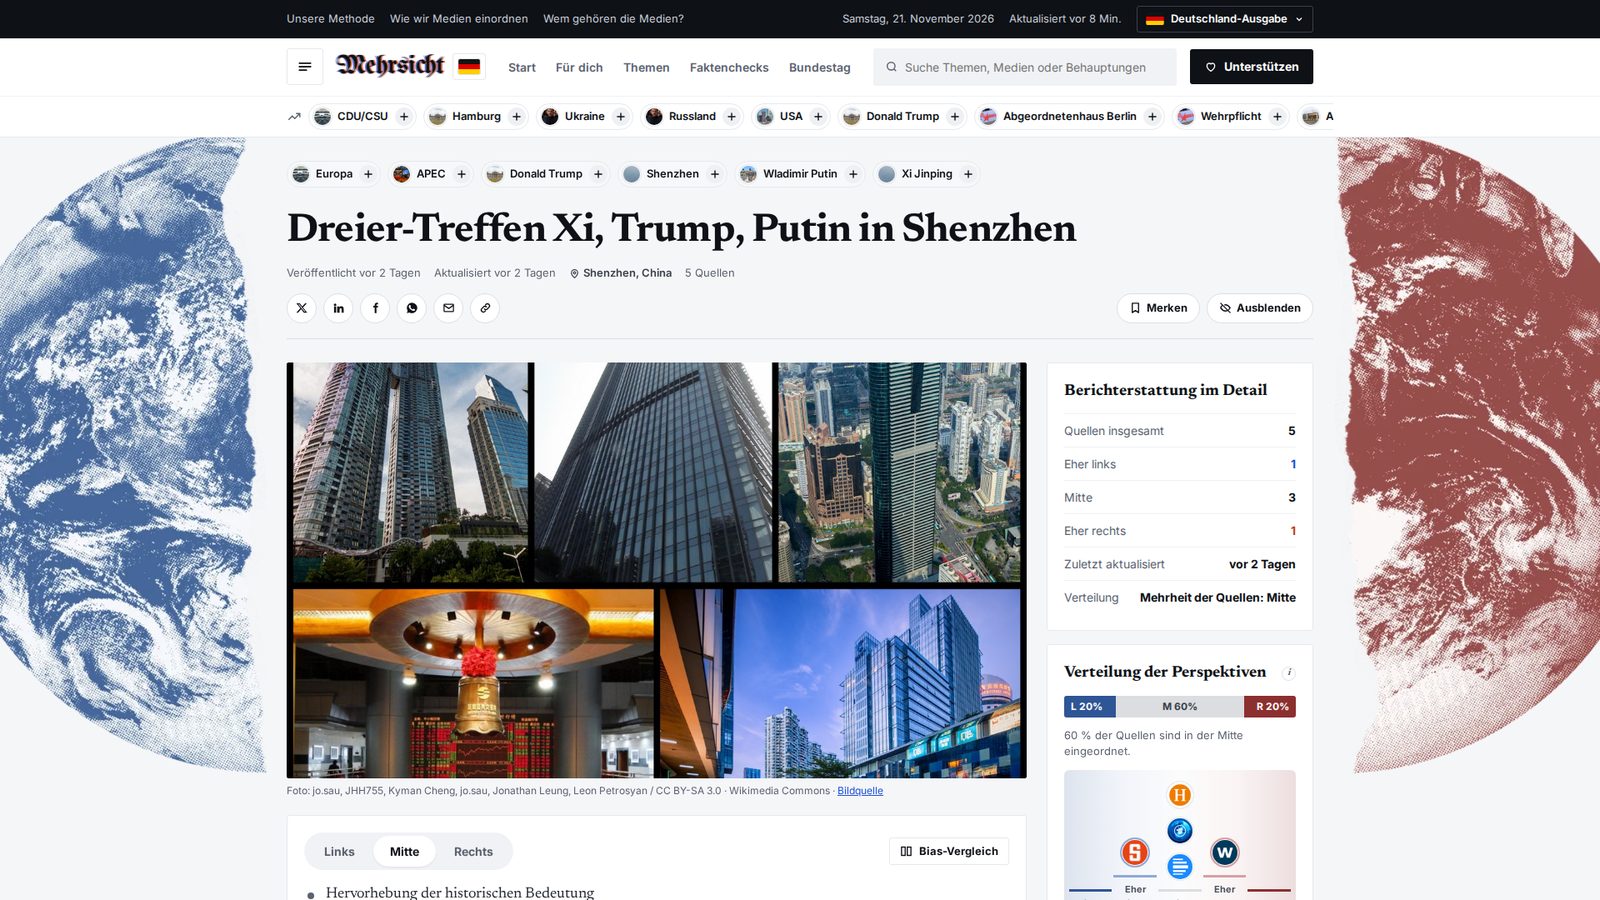 Unsere Methode Wie wir Medien einordnen Wem gehören die Medien? Samstag, 21. November 2026 Aktualisiert vor 8 Min. Deutschland-Ausgabe
Mehrsicht Start Für dich Themen Faktenchecks Bundestag Suche Themen, Medien oder Behauptungen Unterstützen
CDU/CSU + Hamburg + Ukraine + Russland + USA + Donald Trump + Abgeordnetenhaus Berlin + Wehrpflicht + A
Europa + APEC + Donald Trump + Shenzhen + Wladimir Putin + Xi Jinping +
Dreier-Treffen Xi, Trump, Putin in Shenzhen
Veröffentlicht vor 2 Tagen Aktualisiert vor 2 Tagen Shenzhen, China 5 Quellen
Merken Ausblenden
Berichterstattung im Detail
Quellen insgesamt 5
Eher links 1
Mitte 3
Eher rechts 1
Zuletzt aktualisiert vor 2 Tagen
Verteilung Mehrheit der Quellen: Mitte
Verteilung der Perspektiven i
L 20% M 60% R 20%
60 % der Quellen sind in der Mitte
eingeordnet.
H
S W
Eher Eher
Foto: jo.sau, JHH755, Kyman Cheng, jo.sau, Jonathan Leung, Leon Petrosyan / CC BY-SA 3.0 · Wikimedia Commons · Bildquelle
Links Mitte Rechts Bias-Vergleich
Hervorhebung der historischen Bedeutung